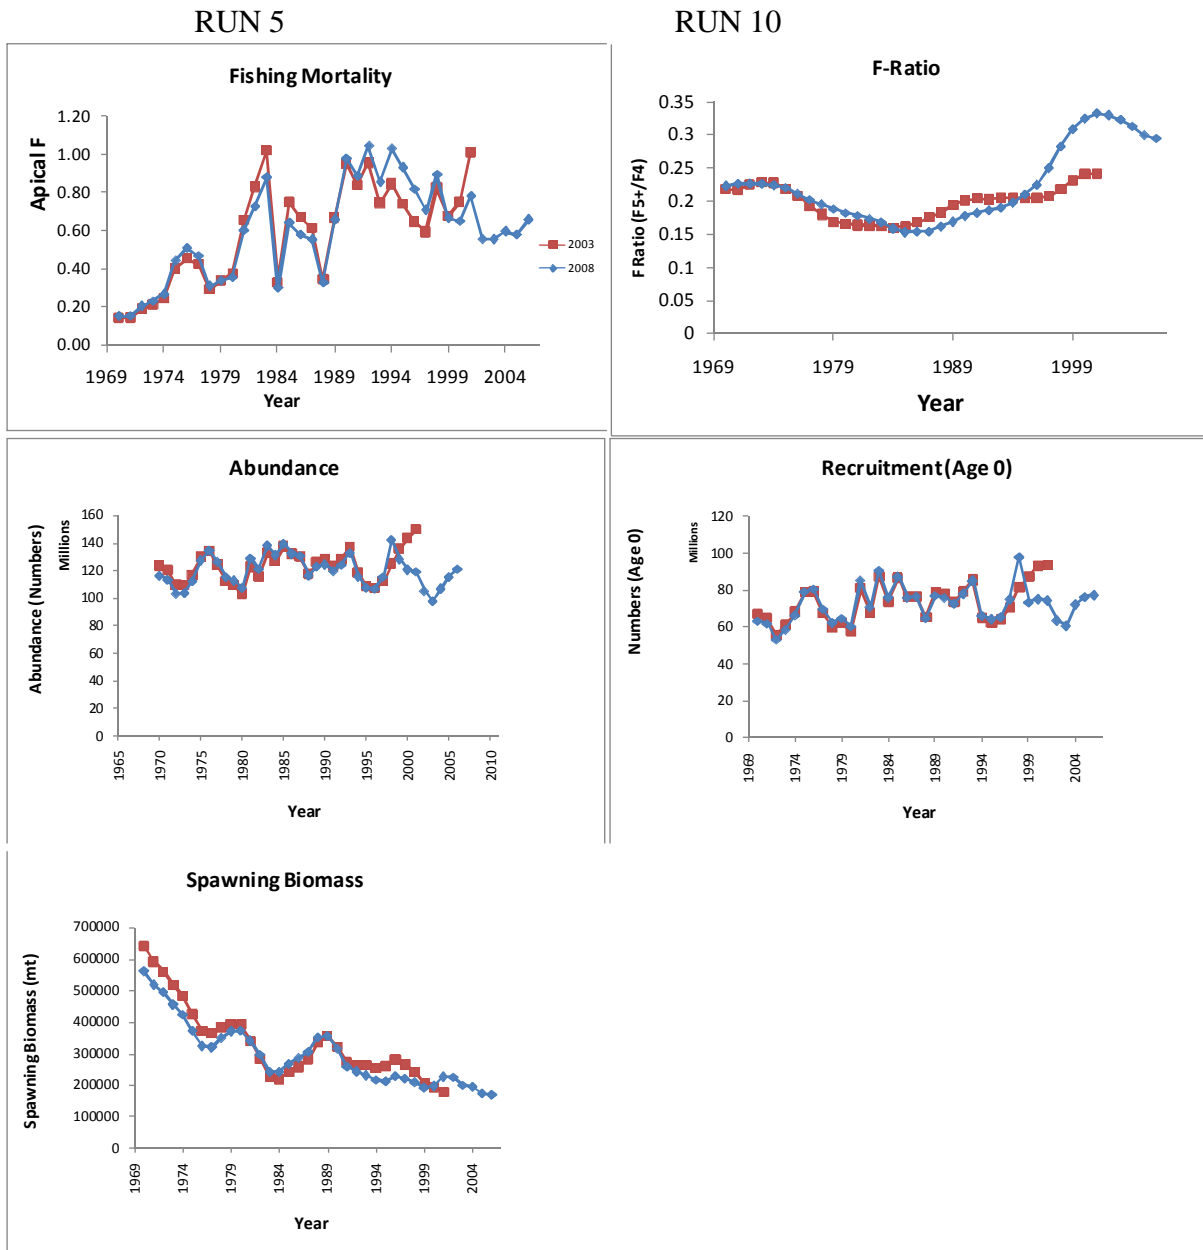 RUN 5
RUN 10
Fishing Mortality
Apical F
1.20
1.00
0.80
0.60
0.40
0.20
0.00
1969 1974 1979 1984 1989 1994 1999 2004
Year
2003
2008
F-Ratio
F Ratio (F5+/F4)
0.35
0.3
0.25
0.2
0.15
0.1
0.05
0
1969 1979 1989 1999
Year
Abundance
Abundance (Numbers)
Millions
160
140
120
100
80
60
40
20
0
1965 1970 1975 1980 1985 1990 1995 2000 2005 2010
Year
Recruitment (Age 0)
Numbers (Age 0)
Millions
120
100
80
60
40
20
0
1969 1974 1979 1984 1989 1994 1999 2004
Year
Spawning Biomass
Spawning Biomass (mt)
700000
600000
500000
400000
300000
200000
100000
0
1969 1974 1979 1984 1989 1994 1999 2004
Year